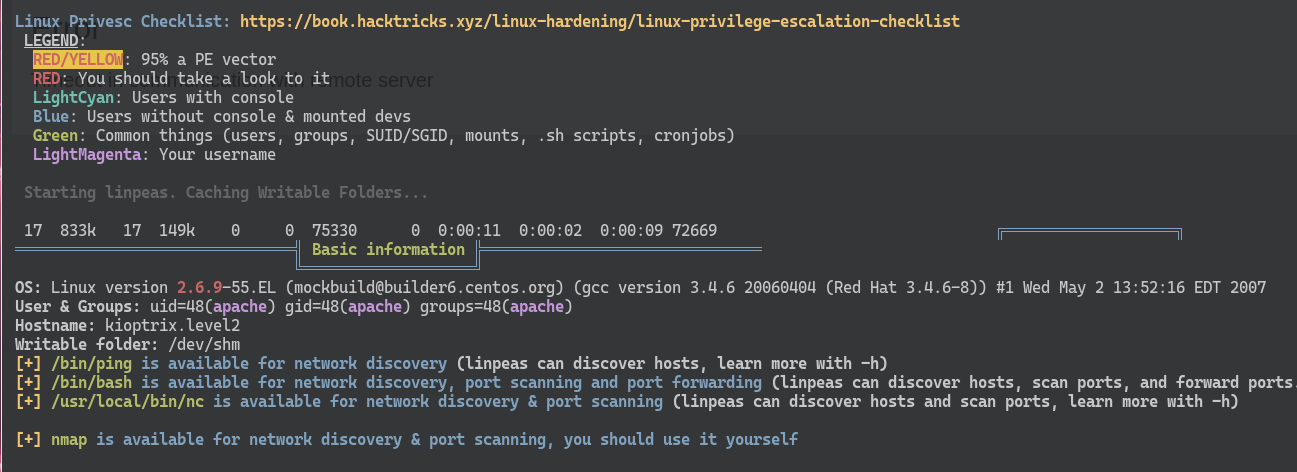 Linux Privesc Checklist: https://book.hacktricks.xyz/linux-hardening/linux-privilege-escalation-checklist
Error
LEGEND:
RED/YELLOW: 95% a PE vector
RED: You should take a look to it
communication with remote server
LightCyan: Users with console
Blue: Users without console & mounted devs
Green: Common things (users, groups, SUID/SGID, mounts, .sh scripts, cronjobs)
LightMagenta: Your username
Starting linpeas. Caching Writable Folders...
17 833k 17 149k 0 0 75330 0 0:00:11 0:00:02 0:00:09 72669
Basic information
OS: Linux version 2.6.9-55.EL (mockbuild@builder6.centos.org) (gcc version 3.4.6 20060404 (Red Hat 3.4.6-8)) #1 Wed May 2 13:52:16 EDT 2007
User & Groups: uid=48(apache) gid=48(apache) groups=48(apache)
Hostname: kioptrix.level2
Writable folder: /dev/shm
[+] /bin/ping is available for network discovery (linpeas can discover hosts, learn more with -h)
[+] /bin/bash is available for network discovery, port scanning and port forwarding (linpeas can discover hosts, scan ports, and forward ports.
[+] /usr/local/bin/nc is available for network discovery & port scanning (linpeas can discover hosts and scan ports, learn more with -h)
[+] nmap is available for network discovery & port scanning, you should use it yourself